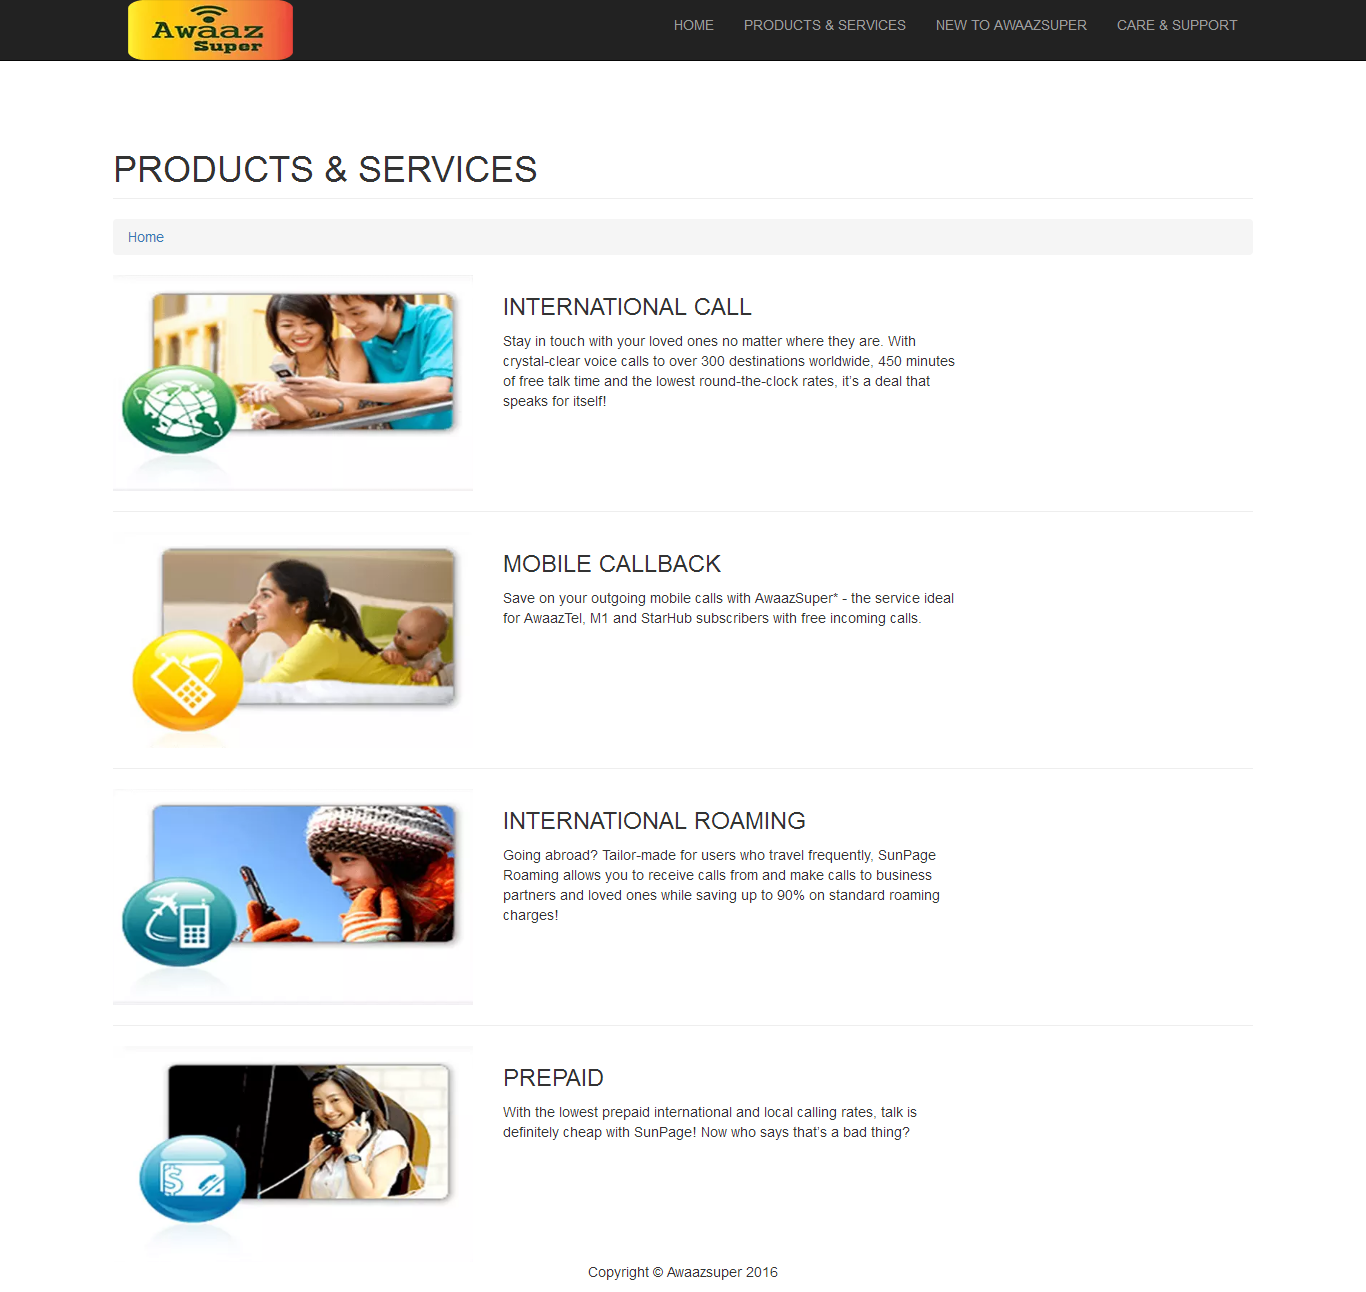 Awaaz
Super
HOME
PRODUCTS & SERVICES
NEW TO AWAAZSUPER
CARE & SUPPORT
PRODUCTS & SERVICES
Home
INTERNATIONAL CALL
Stay in touch with your loved ones no matter where they are. With
crystal-clear voice calls to over 300 destinations worldwide, 450 minutes
of free talk time and the lowest round-the-clock rates, it's a deal that
speaks for itself!
MOBILE CALLBACK
Save on your outgoing mobile calls with AwaazSuper* - the service ideal
for AwaazTel, M1 and StarHub subscribers with free incoming calls.
INTERNATIONAL ROAMING
Going abroad? Tailor-made for users who travel frequently, SunPage
Roaming allows you to receive calls from and make calls to business
partners and loved ones while saving up to 90% on standard roaming
charges!
$
PREPAID
With the lowest prepaid international and local calling rates, talk is
definitely cheap with SunPage! Now who says that's a bad thing?
Copyright © Awaazsuper 2016